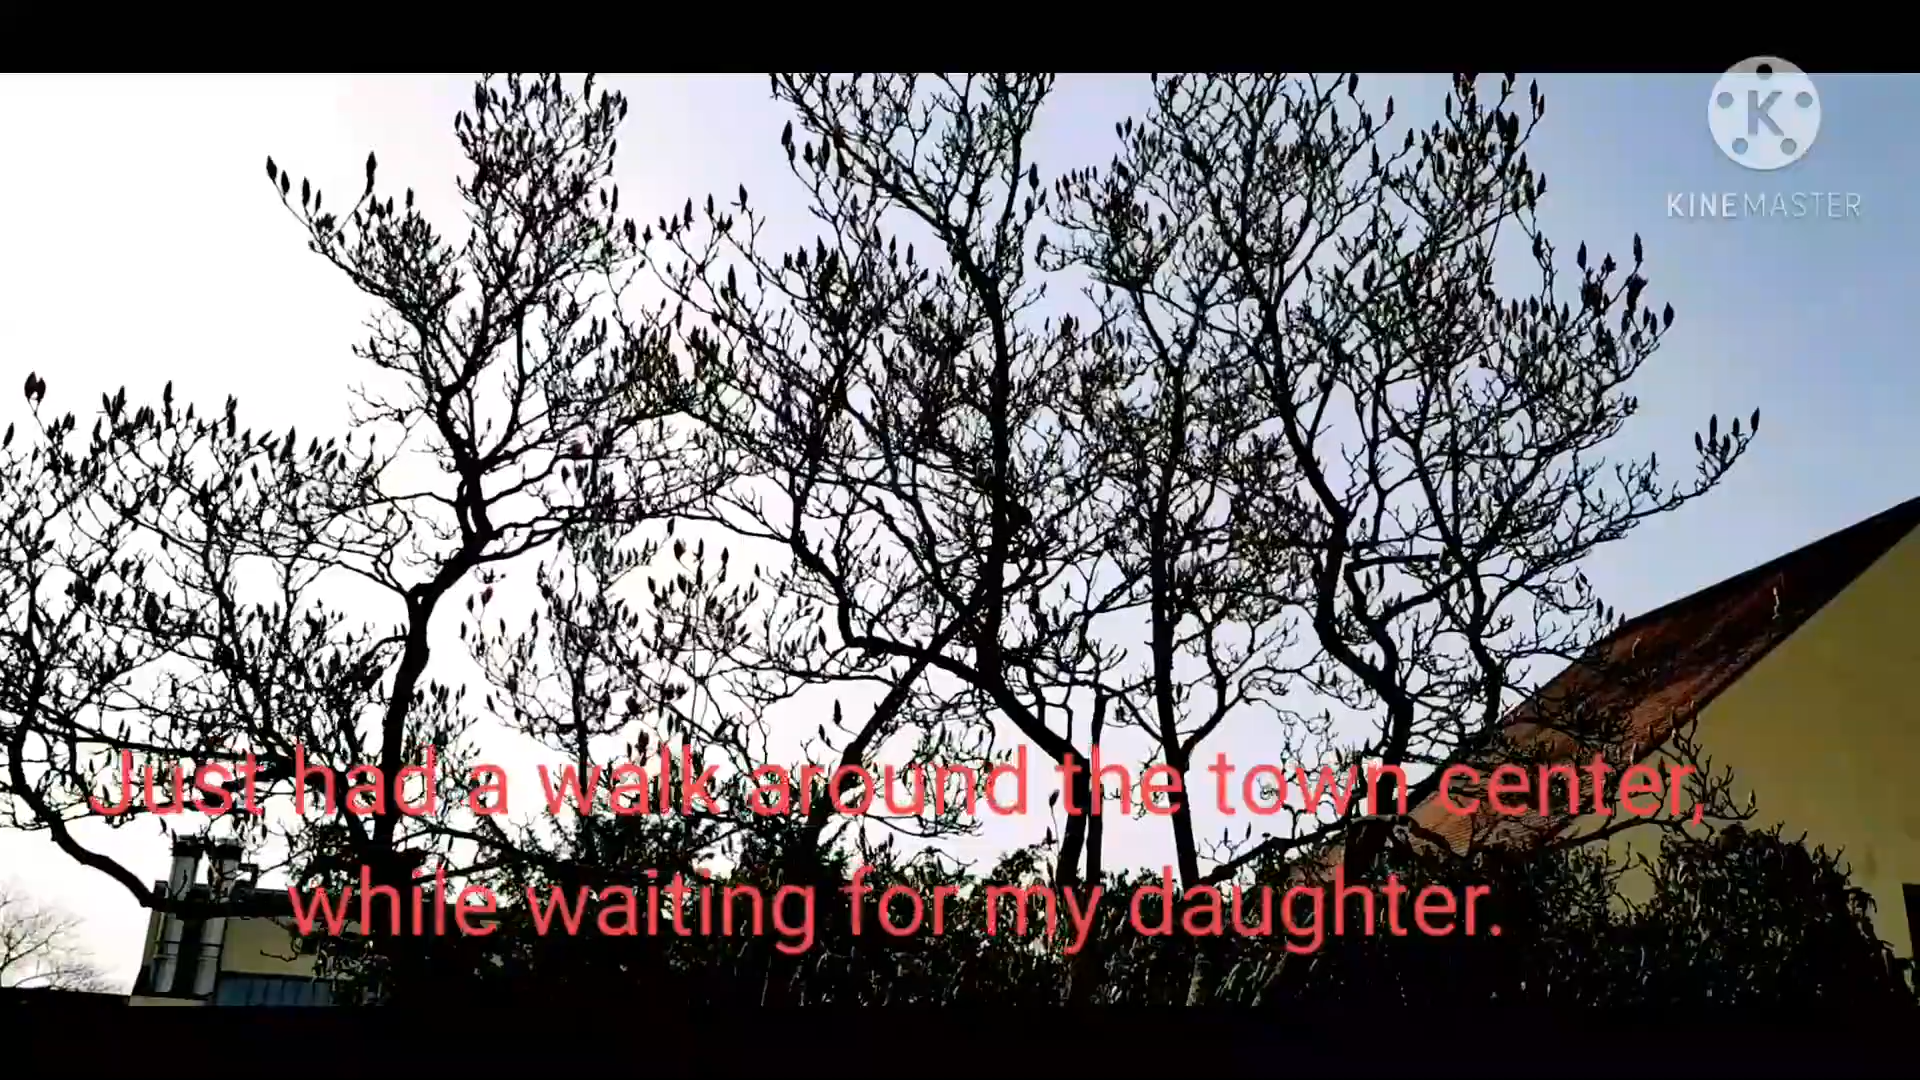 K
KINEMASTER
Just had a walk around the town center,
while waiting for my daughter.